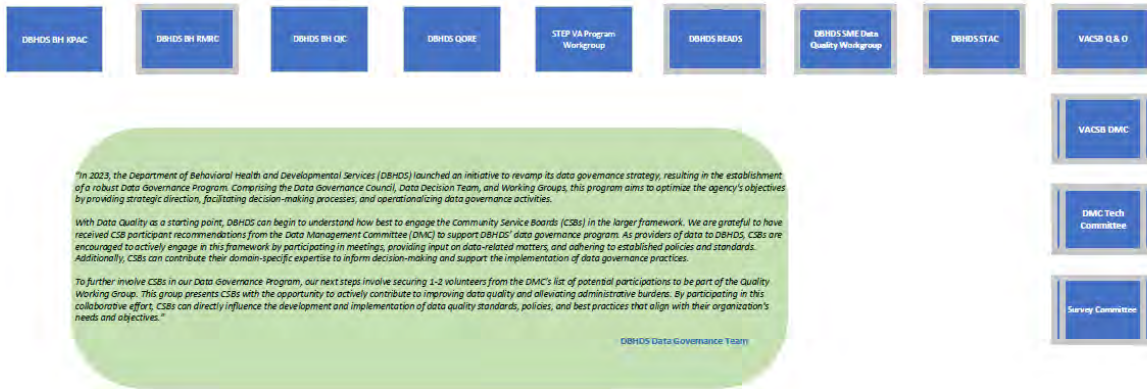 DBHDS BH KPAC
DBHDS BH RMRC
DBHDS BH QIC
DBHDS QORE
STEP VA Program
Workgroup
DBHDS READS
DBHDS SME Data
Quality Workgroup
DBHDS STAC
VACSB Q & O
VACSB DMC
DMC Tech
Committee
Survey Committee
"In 2023, the Department of Behavioral Health and Developmental Services (DBHDS) launched an initiative to revamp its data governance strategy, resulting in the establishment
of a robust Data Governance Program. Comprising the Data Governance Council, Data Decision Team, and Working Groups, this program aims to optimize the agency's objectives
by providing strategic direction, facilitating decision-making processes, and operationalizing data governance activities.
With Data Quality as a starting point, DBHDS can begin to understand how best to engage the Community Service Boards (CSBs) in the larger framework. We are grateful to have
received CSB participant recommendations from the Data Management Committee (DMC) to support DBHDS' data governance program. As providers of data to DBHDS, CSBs are
encouraged to actively engage in this framework by participating in meetings, providing input on data-related matters, and adhering to established policies and standards.
Additionally, CSBs can contribute their domain-specific expertise to inform decision-making and support the implementation of data governance practices.
To further involve CSBs in our Data Governance Program, our next steps involve securing 1-2 volunteers from the DMC's list of potential participations to be part of the Quality
Working Group. This group presents CSBs with the opportunity to actively contribute to improving data quality and alleviating administrative burdens. By participating in this
collaborative effort, CSBs can directly influence the development and implementation of data quality standards, policies, and best practices that align with their organization's
needs and objectives."
DBHDS Data Governance Team